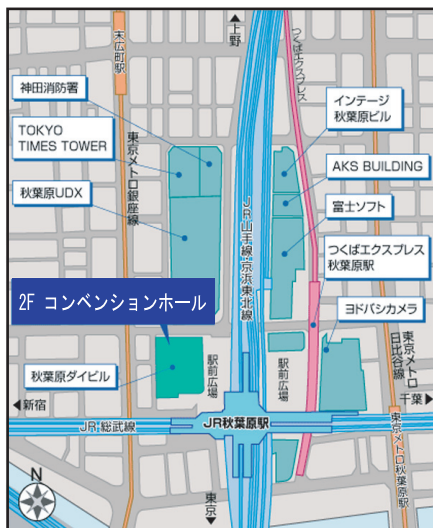 上野
末広町駅
つくばエクスプレス
神田消防署
インテージ
秋葉原ビル
TOKYO
TIMES TOWER
東京メトロ銀座線
AKS BUILDING
秋葉原UDX
JR山手線・京浜東北線
富士ソフト
つくばエクスプレス
秋葉原駅
2F コンベンションホール
ヨドバシカメラ
駅前広場
駅前広場
東京メトロ
日比谷線
秋葉原ダイビル
新宿
千葉
JR 総武線
JR秋葉原駅
東京メトロ秋葉原駅
N
東京